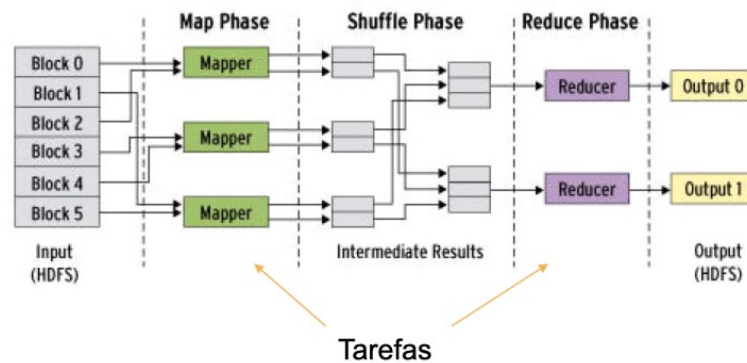 Map Phase
Shuffle Phase
Reduce Phase
Block 0
Block 1
Block 2
Block 3
Block 4
Block 5
Mapper
Mapper
Mapper
Reducer
Reducer
Output 0
Output 1
Input
(HDFS)
Intermediate Results
Output
(HDFS)
Tarefas